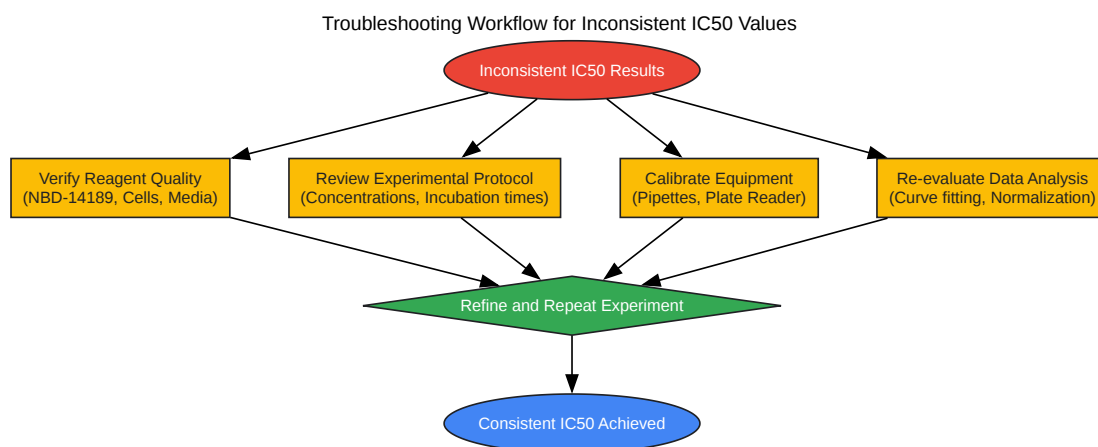 Troubleshooting Workflow for Inconsistent IC50 Values
Inconsistent IC50 Results
Verify Reagent Quality
(NBD-14189, Cells, Media)
Review Experimental Protocol
(Concentrations, Incubation times)
Calibrate Equipment
(Pipettes, Plate Reader)
Re-evaluate Data Analysis
(Curve fitting, Normalization)
Refine and Repeat Experiment
Consistent IC50 Achieved